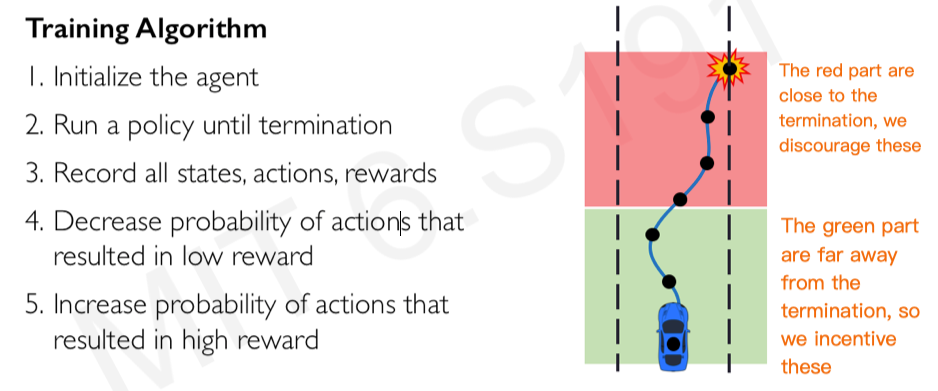 Training Algorithm
1. Initialize the agent
2. Run a policy until termination
3. Record all states, actions, rewards
4. Decrease probability of actions that
resulted in low reward
5. Increase probability of actions that
resulted in high reward
The red part are
close to the
termination, we
discourage these
The green part
are far away
from the
termination, so
we incentive
these
MIT 6.S191